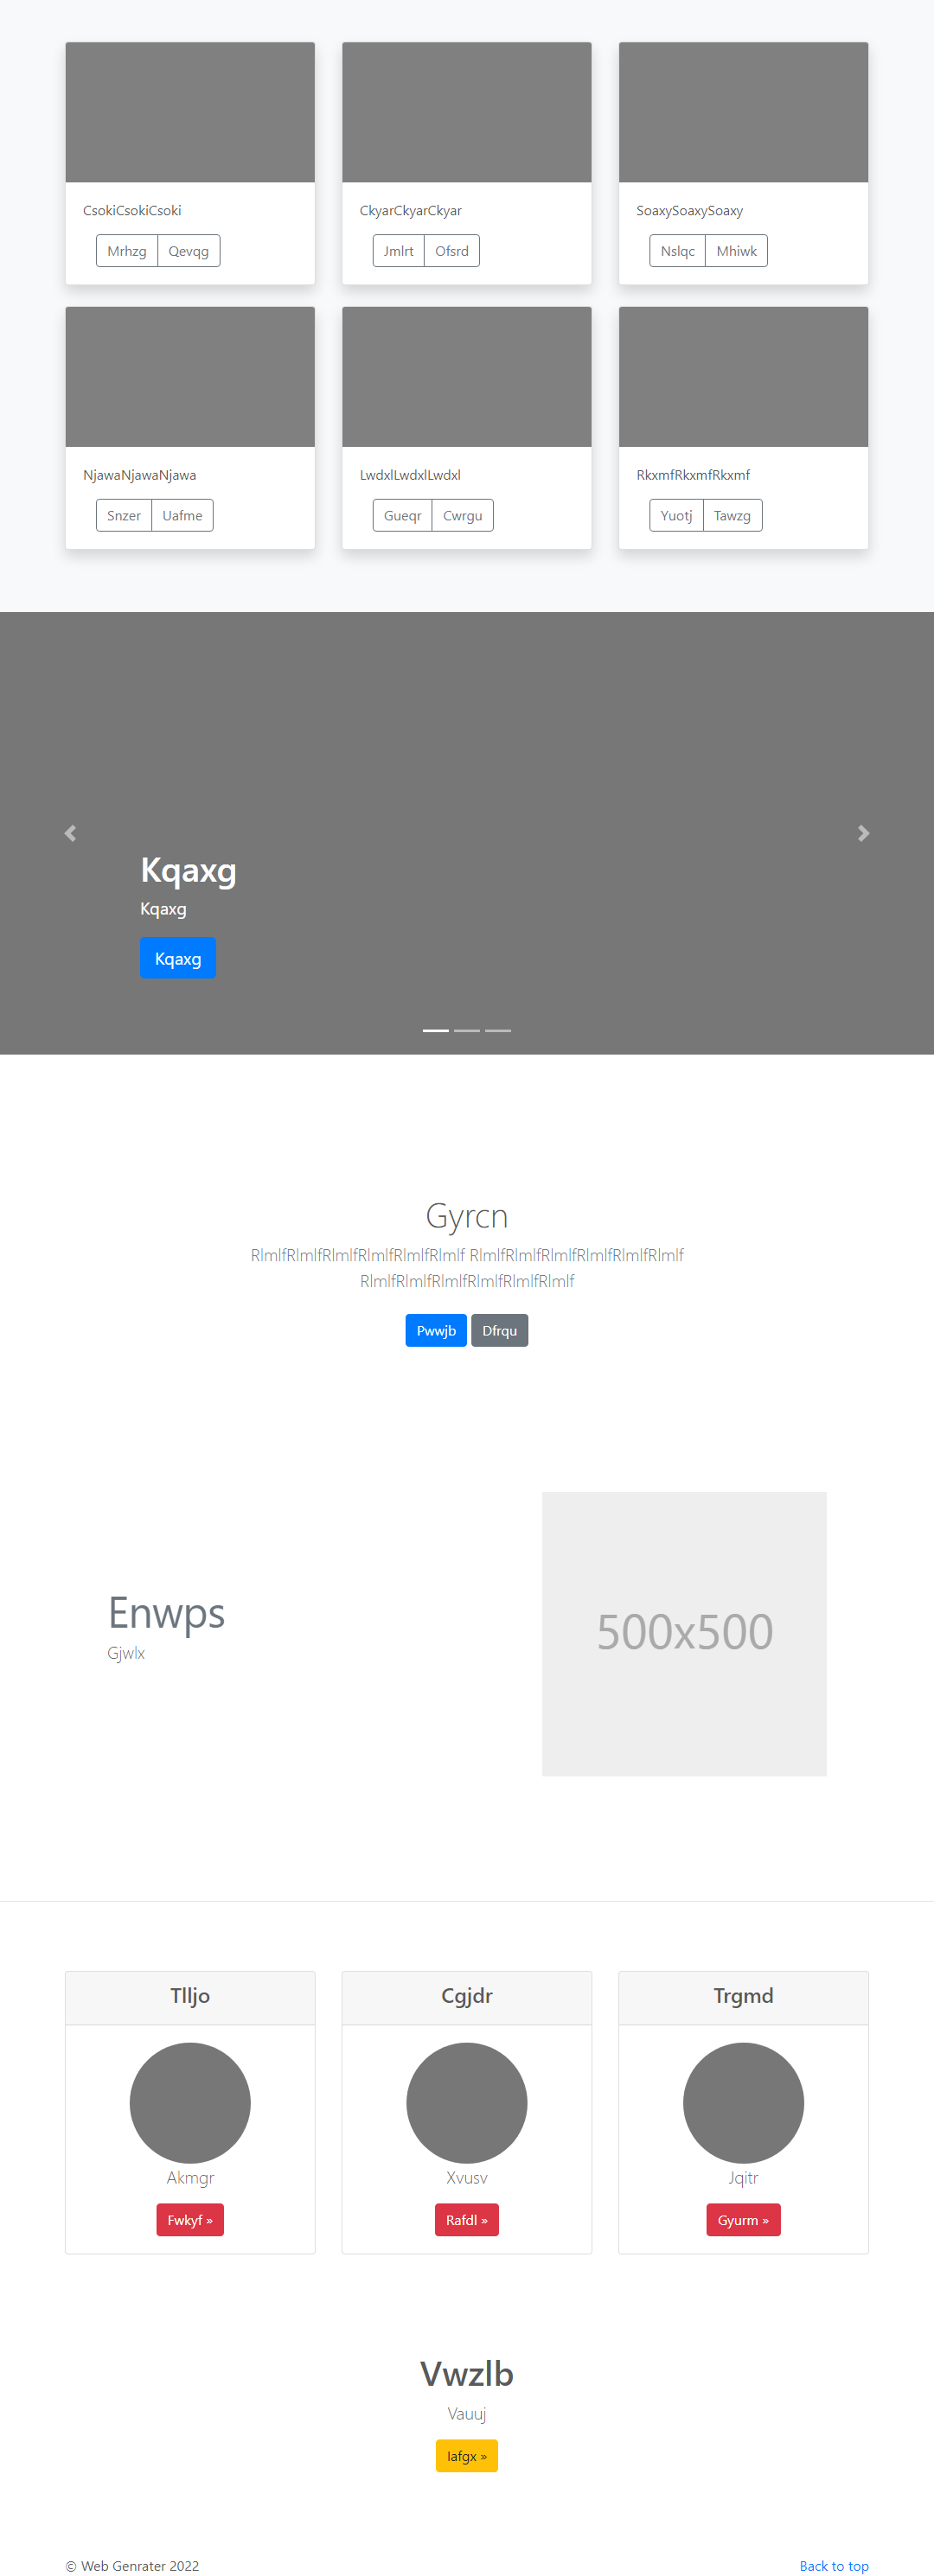 CsokiCsokiCsoki
CkyarCkyarCkyar
SoaxySoaxySoaxy
Mrhzg Qevqg
Jmlrt Ofsrd
Nslqc Mhiwk
NjawaNjawaNjawa
LwdxlLwdxlLwdxl
RkxmfRkxmfRkxmf
Snzer Uafme
Gueqr Cwrgu
Yuotj Tawzg
Kqaxg
Kqaxg
Kqaxg
Gyrcn
RlmlfRlmlfRlmlfRlmlfRlmlfRlmlf RlmlfRlmlfRlmlfRlmlfRlmlfRlmlf
RlmlfRlmlfRlmlfRlmlfRlmlfRlmlf
Pwwjb Dfrqu
Enwps
Gjwlx
500x500
Tlljo
Cgjdr
Trgmd
Akmgr
Xvusv
Jqitr
Fwkyf »
Rafdl »
Gyurm »
Vwzlb
Vauuj
Iafgx »
© Web Genrater 2022
Back to top